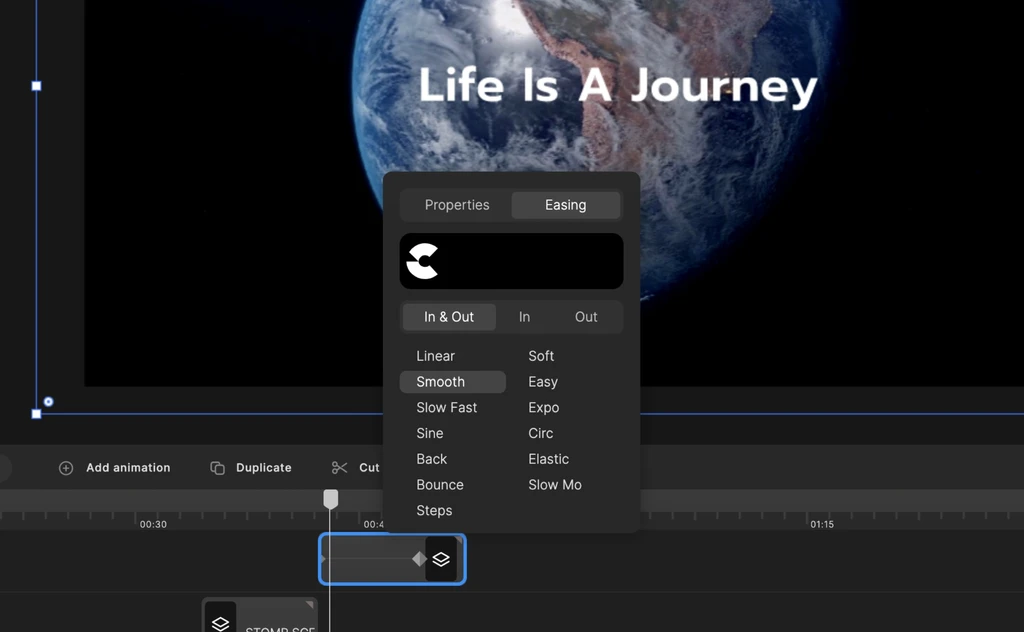 Life Is A Journey
Properties Easing
In & Out In Out
Linear Soft
Smooth Easy
Slow Fast Expo
Sine Circ
Back Elastic
Bounce Slow Mo
Steps
Add animation Duplicate Cut
00:30 00:4 01:15
STOMP